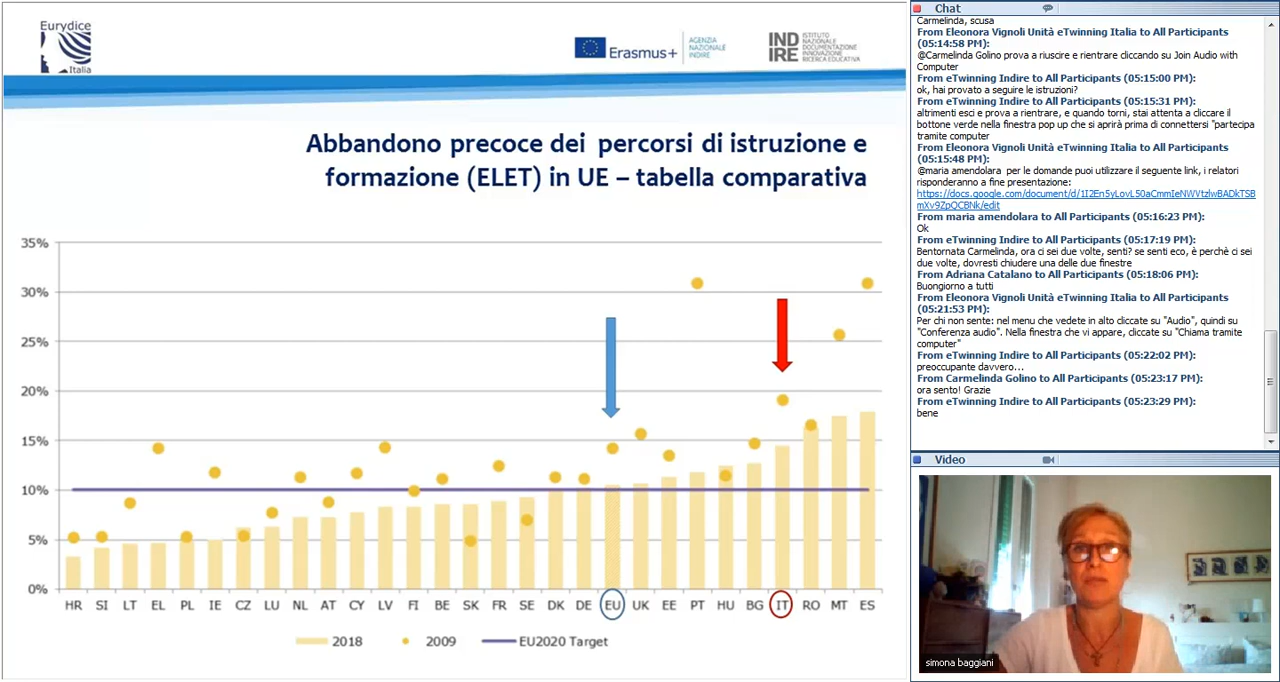 Eurydice
Italia
Erasmus+
AGENZIA
NAZIONALE
INDIRE
IND
IRE
ISTITUTO
NAZIONALE
DOCUMENTAZIONE
INNOVAZIONE
RICERCA EDUCATIVA
Abbandono precoce dei percorsi di istruzione e
formazione (ELET) in UE – tabella comparativa
35%
30%
25%
20%
15%
10%
5%
0%
HR SI LT EL PL IE CZ LU NL AT CY LV FI BE SK FR SE DK DE EU UK EE PT HU BG IT RO MT ES
2018 2009 EU2020 Target
Chat
Carmelinda, scusa
From Eleonora Vignoli Unità eTwinning Italia to All Participants
(05:14:58 PM):
@Carmelinda Golino prova a riuscire e rientrare cliccando su Join Audio with
Computer
From eTwinning Indire to All Participants (05:15:00 PM):
ok, hai provato a seguire le istruzioni?
From eTwinning Indire to All Participants (05:15:31 PM):
altrimenti esci e prova a rientrare, e quando torni, stai attenta a cliccare il
bottone verde nella finestra pop up che si aprirà prima di connettersi "partecipa
tramite computer
From Eleonora Vignoli Unità eTwinning Italia to All Participants
(05:15:48 PM):
@maria amendolara per le domande puoi utilizzare il seguente link, i relatori
risponderanno a fine presentazione:
From maria amendolara to All Participants (05:16:23 PM):
Ok
From eTwinning Indire to All Participants (05:17:19 PM):
Bentornata Carmelinda, ora ci sei due volte, senti? se senti eco, è perchè ci sei
due volte, dovresti chiudere una delle due finestre
From Adriana Catalano to All Participants (05:18:06 PM):
Buongiorno a tutti
From Eleonora Vignoli Unità eTwinning Italia to All Participants
(05:21:53 PM):
Per chi non sente: nel menu che vedete in alto cliccate su "Audio", quindi su
"Conferenza audio". Nella finestra che vi appare, cliccate su "Chiama tramite
computer"
From eTwinning Indire to All Participants (05:22:02 PM):
preoccupante davvero...
From Carmelinda Golino to All Participants (05:23:17 PM):
ora sento! Grazie
From eTwinning Indire to All Participants (05:23:29 PM):
bene
Video
simona baggiani